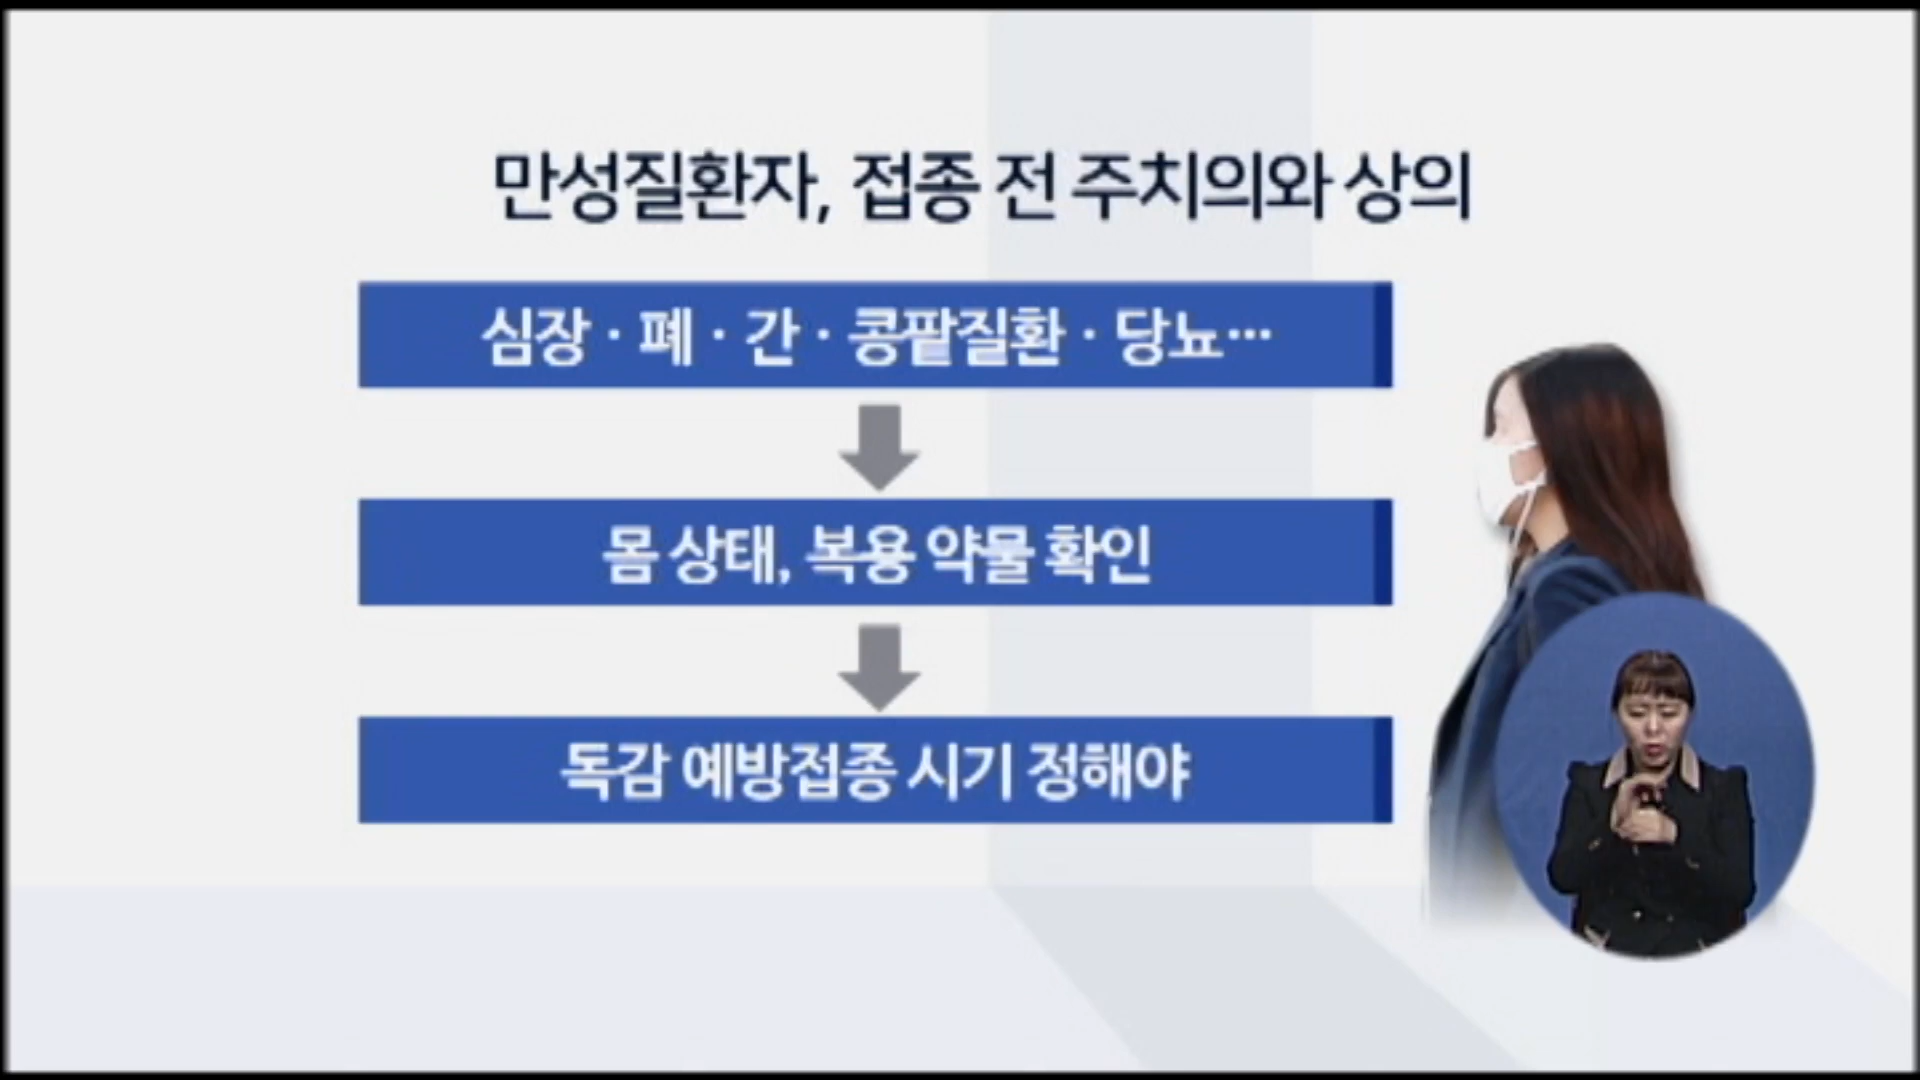 만성질환자, 접종 전 주치의와 상의
심장 · 폐 · 간 · 콩팥질환 · 당뇨…
몸 상태, 복용 약물 확인
독감 예방접종 시기 정해야